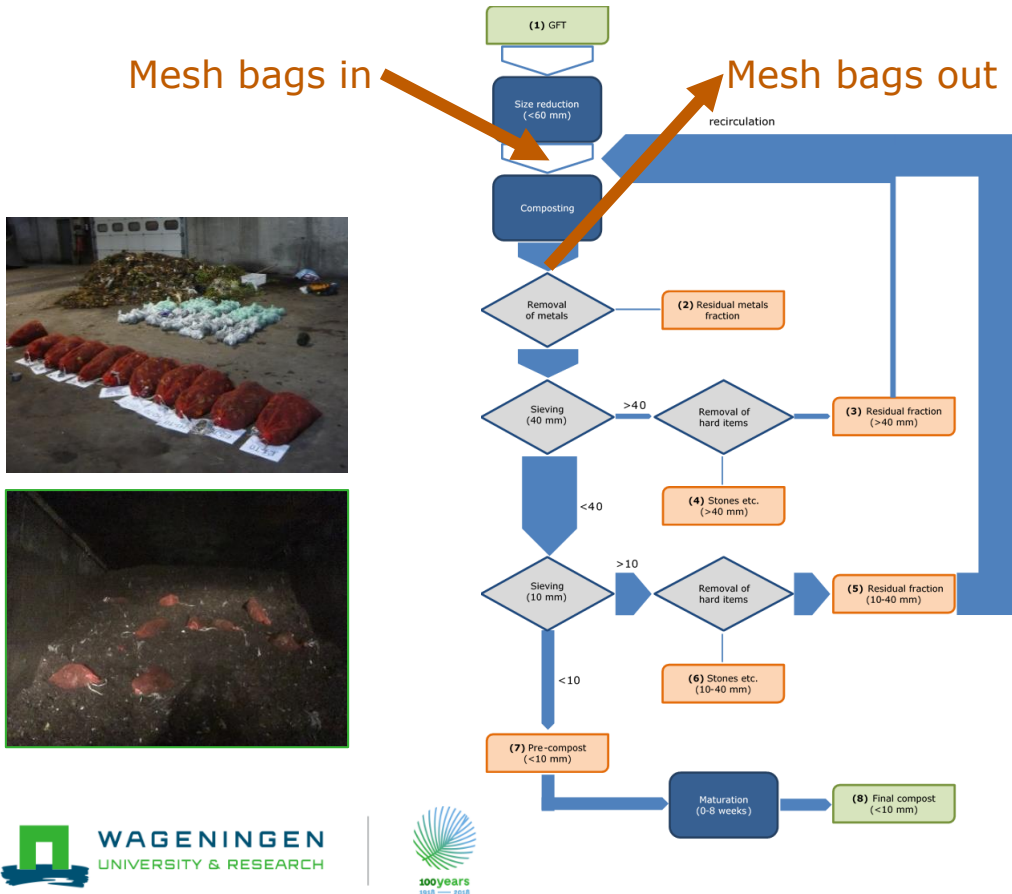 (1) GFT
Mesh bags in
Mesh bags out
Size reduction
(<60 mm)
recirculation
Composting
Removal
of metals
(2) Residual metals
fraction
Sieving
(40 mm)
>40
Removal of
hard items
(3) Residual fraction
(>40 mm)
(4) Stones etc.
(>40 mm)
<40
Sieving
(10 mm)
>10
Removal of
hard items
(5) Residual fraction
(10-40 mm)
(6) Stones etc.
(10-40 mm)
<10
(7) Pre-compost
(<10 mm)
Maturation
(0-8 weeks)
(8) Final compost
(<10 mm)
WAGENINGEN
UNIVERSITY & RESEARCH
100years
1918 — 2018